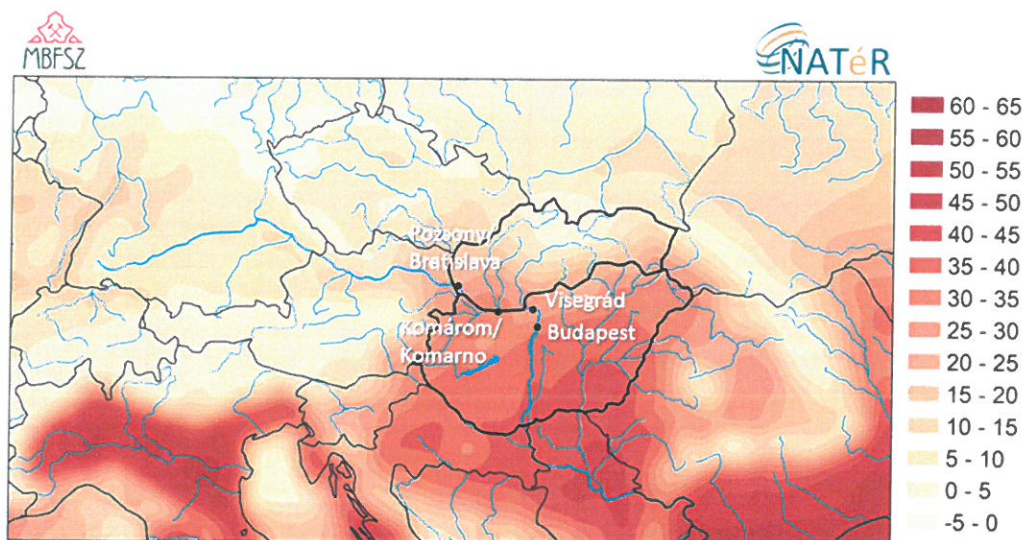 MBFSZ
NATéR
60 - 65
55 - 60
50 - 55
45 - 50
40 - 45
35 - 40
30 - 35
25 - 30
20 - 25
15 - 20
10 - 15
5 - 10
0 - 5
-5 - 0
Pozsony/
Bratislava
Visegrád
Komárom/
Komarno
Budapest